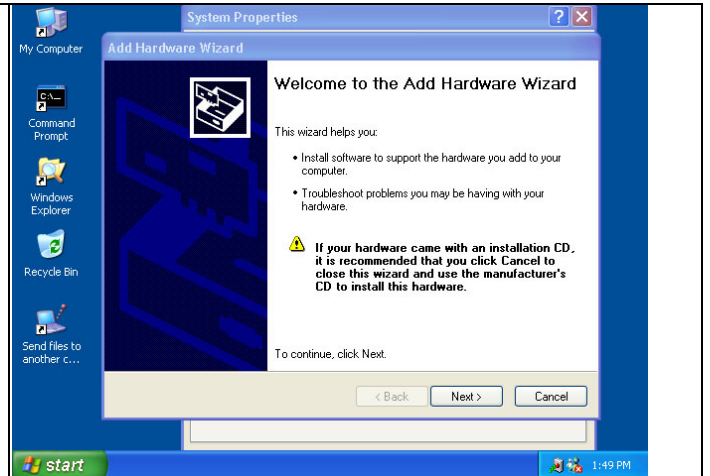 System Properties
My Computer
Add Hardware Wizard
Welcome to the Add Hardware Wizard
C:\_
Command
Prompt
This wizard helps you:
• Install software to support the hardware you add to your
computer.
• Troubleshoot problems you may be having with your
hardware.
Windows
Explorer
If your hardware came with an installation CD,
it is recommended that you click Cancel to
close this wizard and use the manufacturer's
CD to install this hardware.
Recycle Bin
Send files to
another c...
To continue, click Next.
< Back Next > Cancel
start 1:49 PM